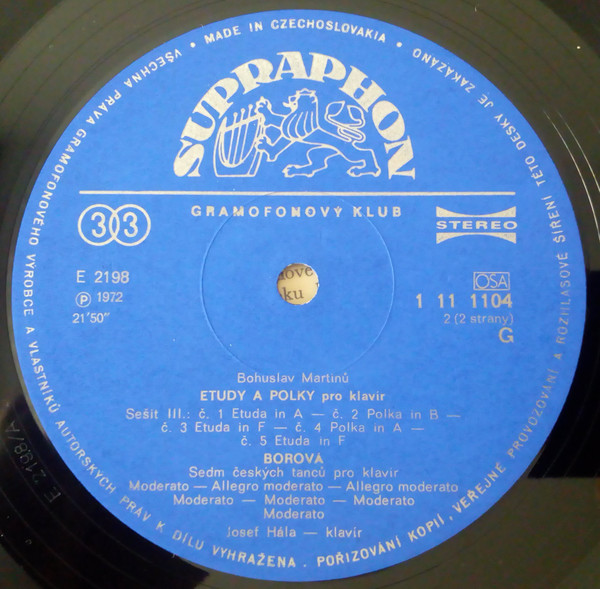 VŠECHNA PRÁVA GRAMOFONOVÉHO VÝROBCE A VLASTNÍKŮ AUTORSKÝCH PRÁV K DÍLU VYHRAŽENA . POŘIZOVÁNÍ KOPIÍ, VEŘEJNÉ PROVOZOVÁNÍ A ROZHLASOVÉ ŠÍŘENÍ TÉTO DESKY JE ZAKÁZÁNO
• MADE IN CZECHOSLOVAKIA •
SUPRAPHON
GRAMOFONOVÝ KLUB
33
STEREO
E 2198
Ⓟ 1972
21'50"
OSA
1 11 1104
2 (2 strany)
G
Bohuslav Martinů
ETUDY A POLKY pro klavír
Sešit III.: č. 1 Etuda in A — č. 2 Polka in B —
č. 3 Etuda in F — č. 4 Polka in A —
č. 5 Etuda in F
BOROVÁ
Sedm českých tanců pro klavír
Moderato — Allegro moderato — Allegro moderato
Moderato — Moderato — Moderato
Moderato
Josef Hála — klavír
E 2198/A
ku